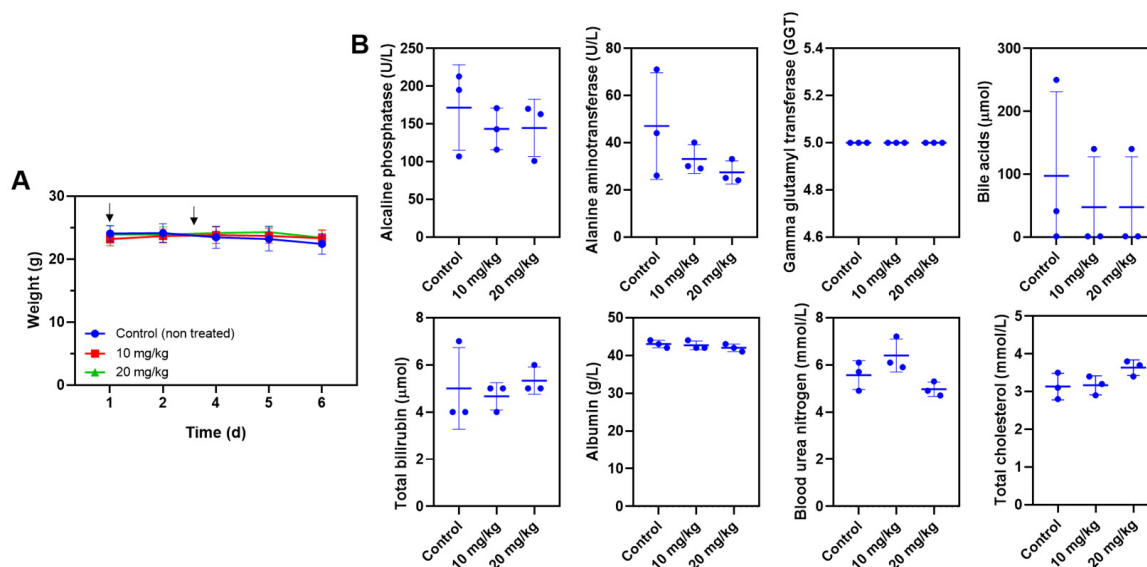 A
Weight (g)
30
20
10
0
1 2 4 5 6
Time (d)
Control (non treated)
10 mg/kg
20 mg/kg
B
Alcaline phosphatase (U/L)
250
200
150
100
50
0
Control 10 mg/kg 20 mg/kg
Alanine aminotransferase (U/L)
80
60
40
20
0
Control 10 mg/kg 20 mg/kg
Gamma glutamyl transferase (GGT)
5.4
5.2
5.0
4.8
4.6
Control 10 mg/kg 20 mg/kg
Bile acids (μmol)
300
200
100
0
Control 10 mg/kg 20 mg/kg
Total bilirubin (μmol)
8
6
4
2
0
Control 10 mg/kg 20 mg/kg
Albumin (g/L)
50
40
30
20
10
0
Control 10 mg/kg 20 mg/kg
Blood urea nitrogen (mmol/L)
8
6
4
2
0
Control 10 mg/kg 20 mg/kg
Total cholesterol (mmol/L)
5
4
3
2
1
0
Control 10 mg/kg 20 mg/kg